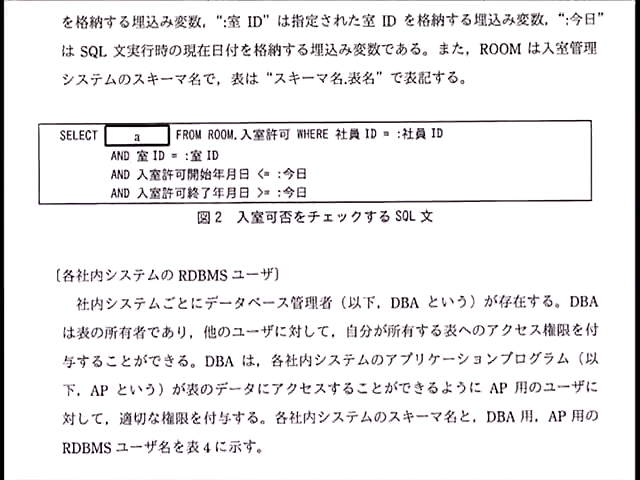 を格納する埋込み変数，“:室 ID” は指定された室 ID を格納する埋込み変数，“:今日”
は SQL 文実行時の現在日付を格納する埋込み変数である。また，ROOM は入室管理
システムのスキーマ名で，表は “スキーマ名.表名” で表記する。
SELECT a FROM ROOM.入室許可 WHERE 社員 ID = :社員 ID
AND 室 ID = :室 ID
AND 入室許可開始年月日 <= :今日
AND 入室許可終了年月日 >= :今日
図2 入室可否をチェックする SQL 文
〔各社内システムの RDBMS ユーザ〕
社内システムごとにデータベース管理者（以下，DBA という）が存在する。DBA
は表の所有者であり，他のユーザに対して，自分が所有する表へのアクセス権限を付
与することができる。DBA は，各社内システムのアプリケーションプログラム（以
下，AP という）が表のデータにアクセスすることができるように AP 用のユーザに
対して，適切な権限を付与する。各社内システムのスキーマ名と，DBA 用，AP 用の
RDBMS ユーザ名を表 4 に示す。